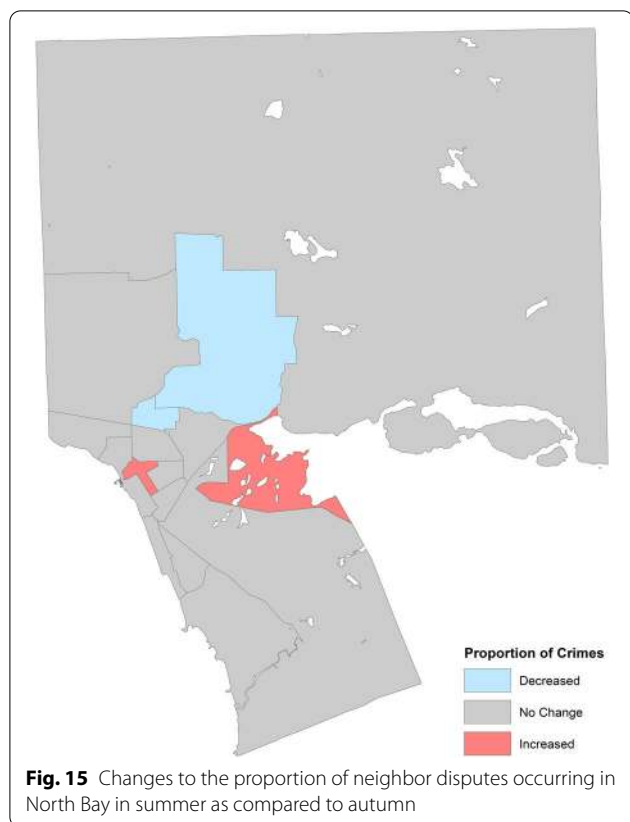 Proportion of Crimes
Decreased
No Change
Increased
Fig. 15 Changes to the proportion of neighbor disputes occurring in
North Bay in summer as compared to autumn